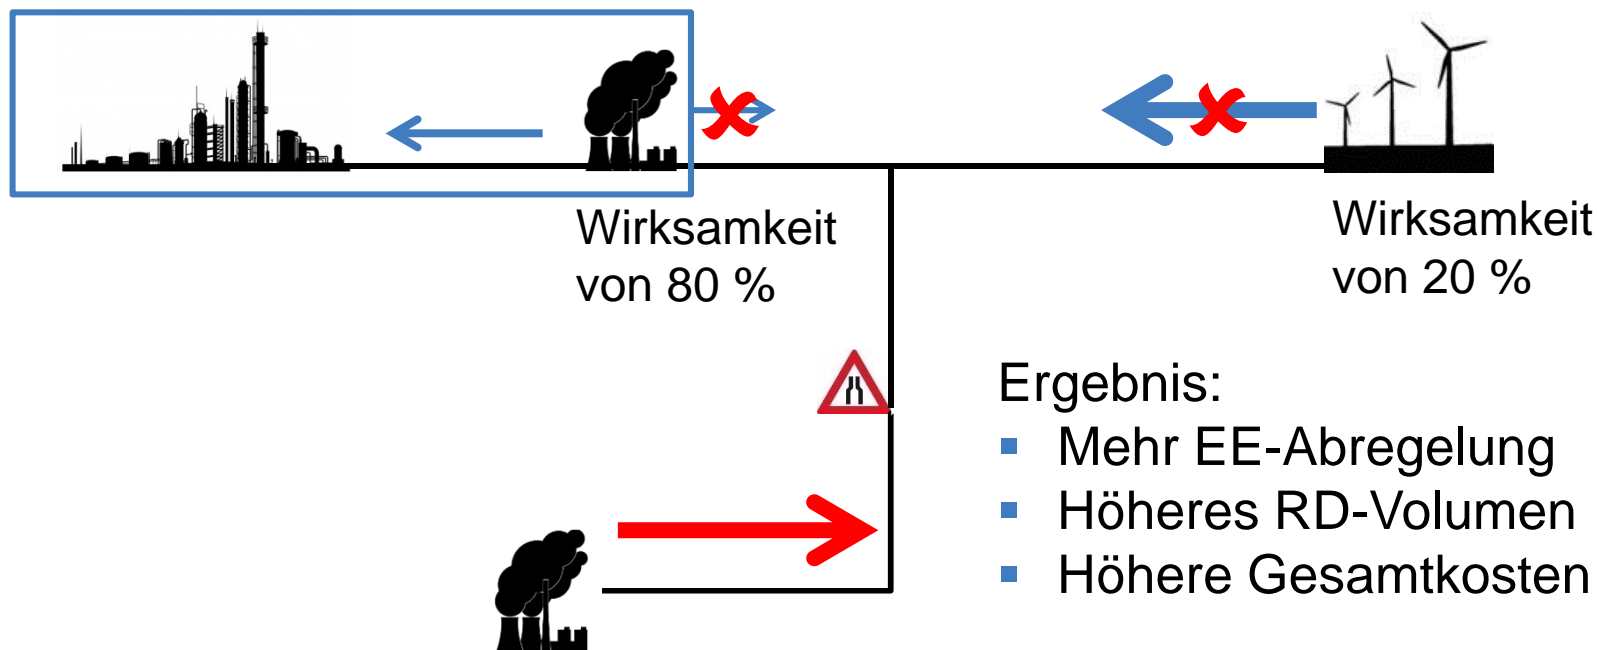 Wirksamkeit
von 80 %
Wirksamkeit
von 20 %
Ergebnis:
Mehr EE-Abregelung
Höheres RD-Volumen
Höhere Gesamtkosten